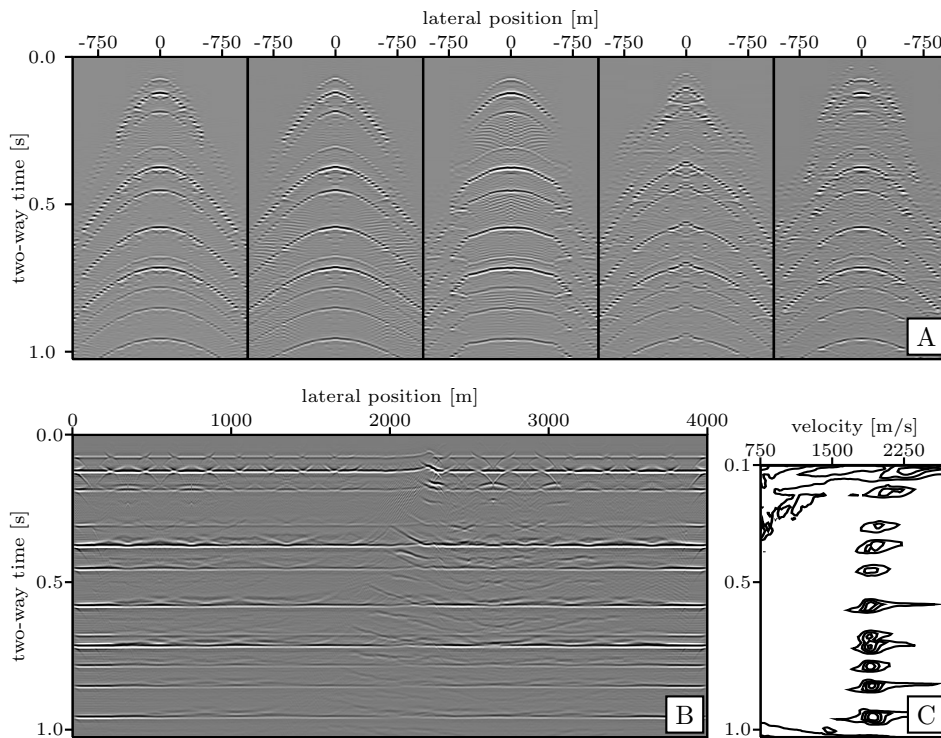 lateral position [m]
-750 0 -750 -750 0 -750 -750 0 -750 -750 0 -750 -750 0 -750
0.0
0.5
1.0
two-way time [s]
A
lateral position [m]
0 1000 2000 3000 4000
0.0
0.5
1.0
two-way time [s]
B
velocity [m/s]
750 1500 2250
0.1
0.5
1.0
C